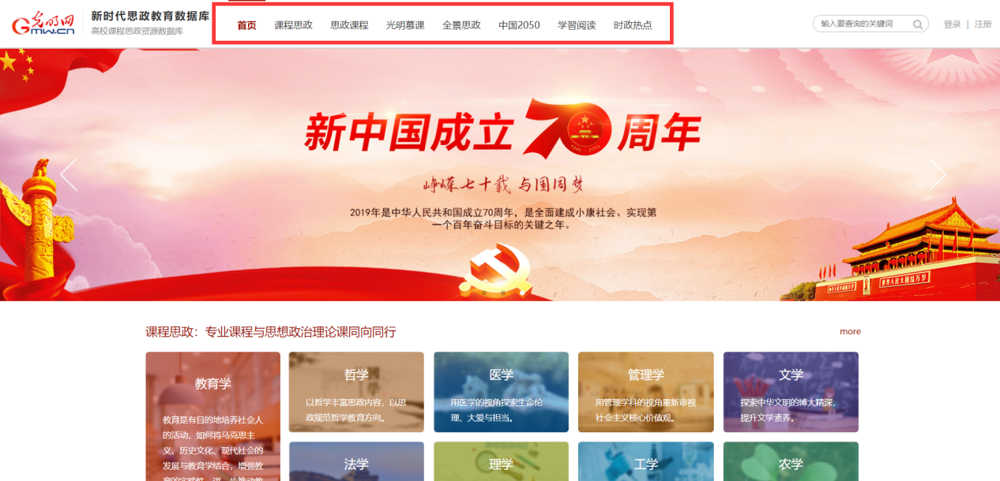 光明网
GMW.CN
新时代思政教育数据库
高校课程思政资源数据库
首页 课程思政 思政课程 光明慕课 全景思政 中国2050 学习阅读 时政热点
输入要查询的关键词
登录 | 注册
新中国成立70周年
1949 2019
峥嵘七十载 与国同梦
2019年是中华人民共和国成立70周年，是全面建成小康社会、实现第
一个百年奋斗目标的关键之年。
世界人民大团结万岁
课程思政：专业课程与思想政治理论课同向同行
more
教育学
教育是有目的地培养社会人
的活动，如何将马克思主
义、历史文化、现代社会的
发展与教育学结合，增强教
育的实践性，进一步推动教
哲学
以哲学丰富思政内容，以思
政规范哲学教育方向。
医学
用医学的视角探索生命伦
理、大爱与担当。
管理学
用管理学科的视角重新审视
社会主义核心价值观。
文学
探索中华文明的博大精深，
提升文学素养。
法学
理学
工学
农学